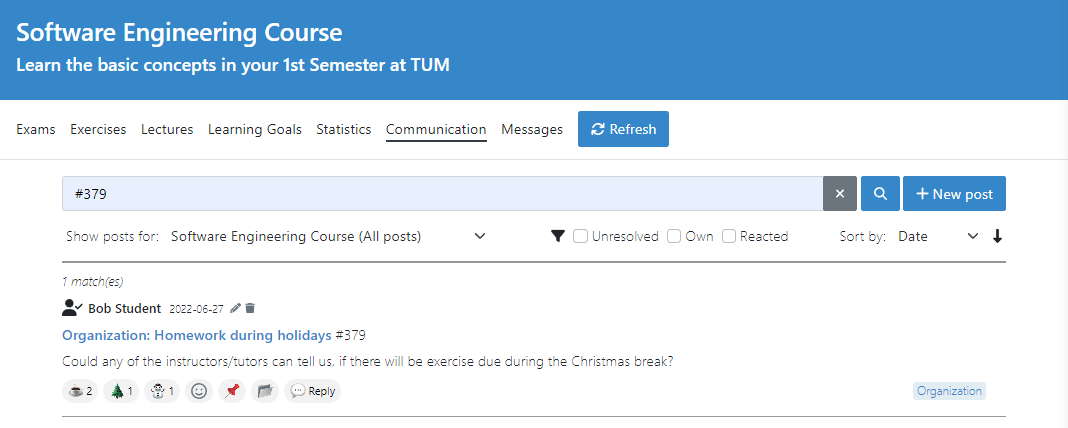 Software Engineering Course
Learn the basic concepts in your 1st Semester at TUM
Exams Exercises Lectures Learning Goals Statistics Communication Messages Refresh
#379 × + New post
Show posts for: Software Engineering Course (All posts) Unresolved Own Reacted Sort by: Date
1 match(es)
Bob Student 2022-06-27
Organization: Homework during holidays #379
Could any of the instructors/tutors can tell us, if there will be exercise due during the Christmas break?
2 1 1 Reply Organization